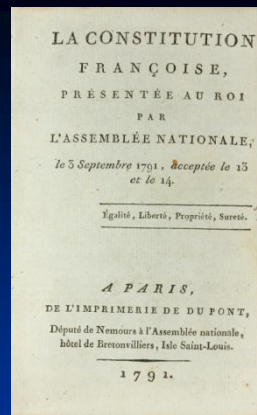 LA CONSTITUTION
FRANÇOISE,
PRÉSENTÉE AU ROI
PAR
L'ASSEMBLÉE NATIONALE,
le 3 Septembre 1791, acceptée le 13
et le 14.
Égalité, Liberté, Propriété, Sureté.
A PARIS,
DE L'IMPRIMERIE DE DU PONT,
Député de Nemours à l'Assemblée nationale,
hôtel de Bretonvilliers, Isle Saint-Louis.
1791.